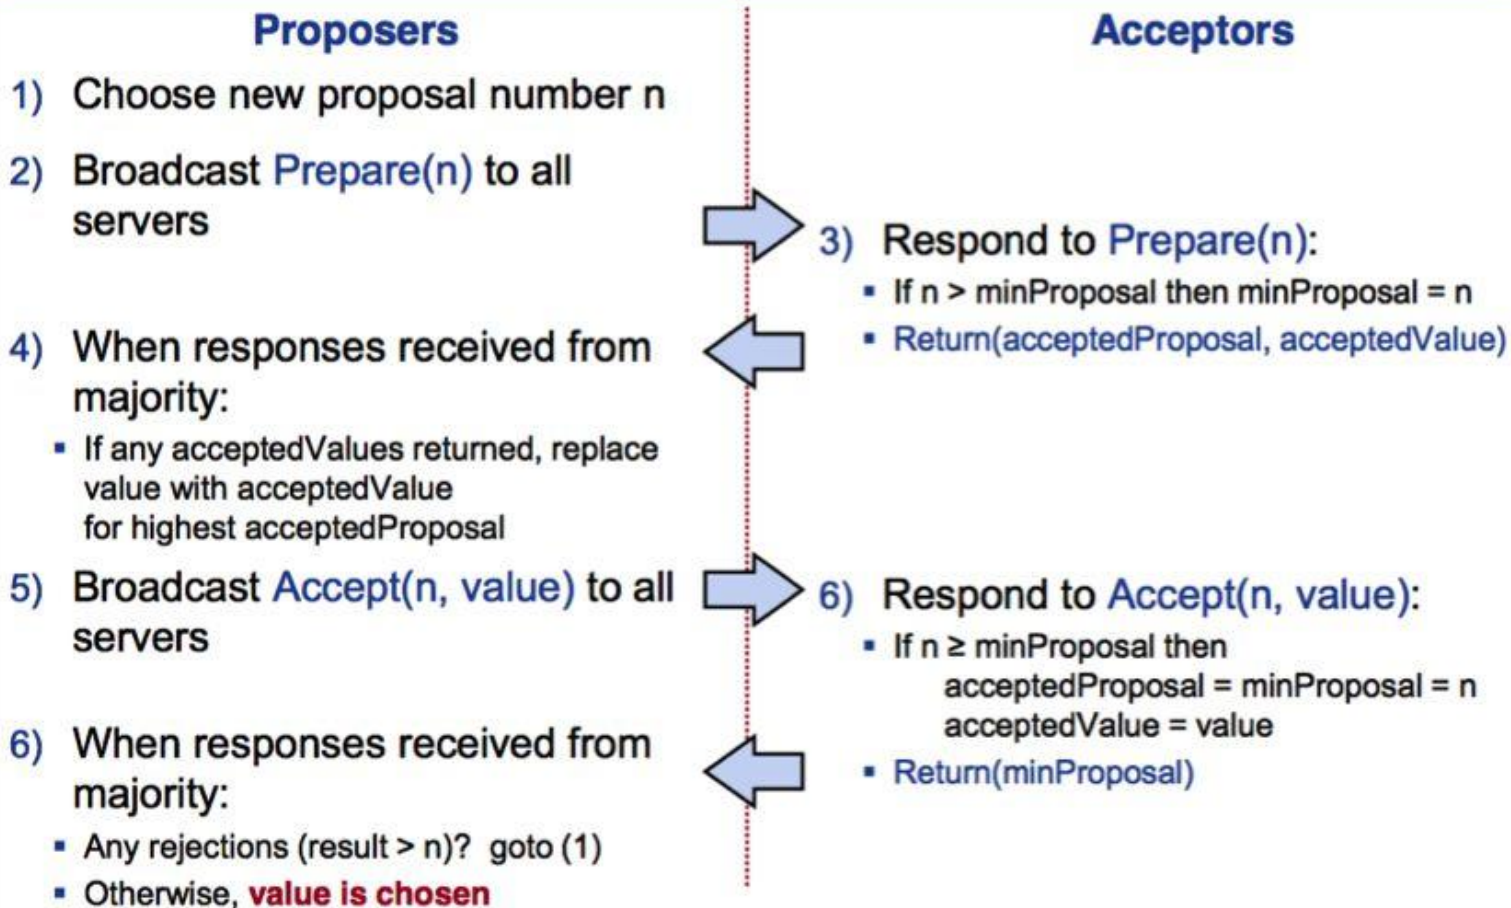 Proposers
Acceptors
1) Choose new proposal number n
2) Broadcast Prepare(n) to all
servers
3) Respond to Prepare(n):
▪ If n > minProposal then minProposal = n
▪ Return(acceptedProposal, acceptedValue)
4) When responses received from
majority:
▪ If any acceptedValues returned, replace
value with acceptedValue
for highest acceptedProposal
5) Broadcast Accept(n, value) to all
servers
6) Respond to Accept(n, value):
▪ If n ≥ minProposal then
acceptedProposal = minProposal = n
acceptedValue = value
▪ Return(minProposal)
6) When responses received from
majority:
▪ Any rejections (result > n)? goto (1)
▪ Otherwise, value is chosen